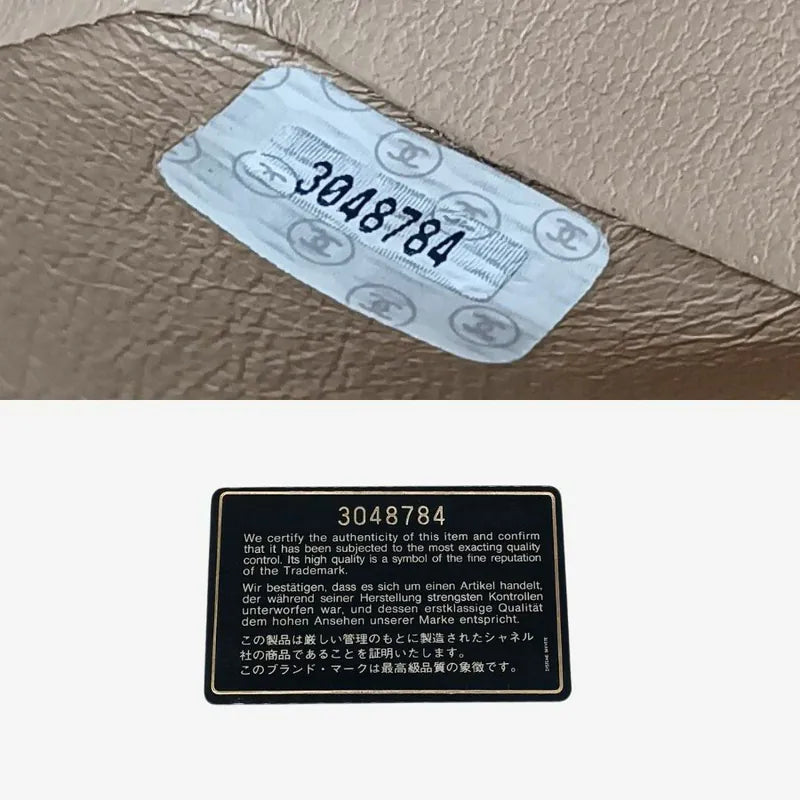 3048784
3048784
We certify the authenticity of this item and confirm
that it has been subjected to the most exacting quality
control. Its high quality is a symbol of the fine reputation
of the Trademark.
Wir bestätigen, dass es sich um einen Artikel handelt,
der während seiner Herstellung strengsten Kontrollen
unterworfen war, und dessen erstklassige Qualität
dem hohen Ansehen unserer Marke entspricht.
この製品は厳しい管理のもとに製造されたシャネル
社の商品であることを証明いたします。
このブランド・マークは最高級品質の象徴です。